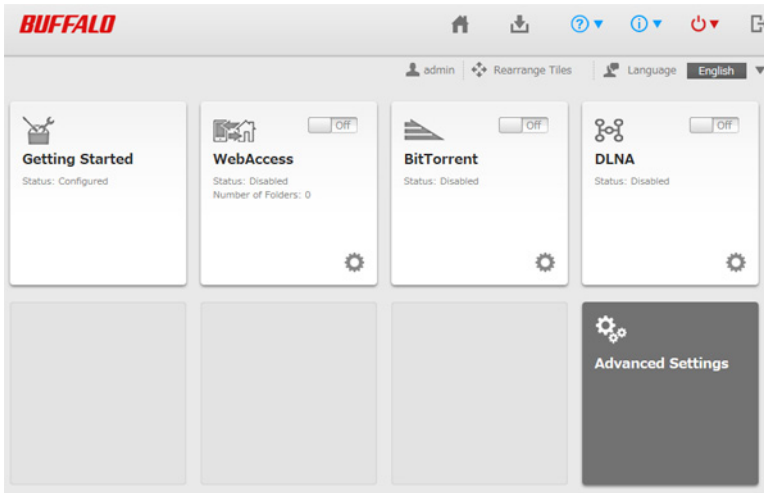 BUFFALO
admin Rearrange Tiles Language English
Off Off Off
Getting Started WebAccess BitTorrent DLNA
Status: Configured Status: Disabled Status: Disabled Status: Disabled
Number of Folders: 0
Advanced Settings